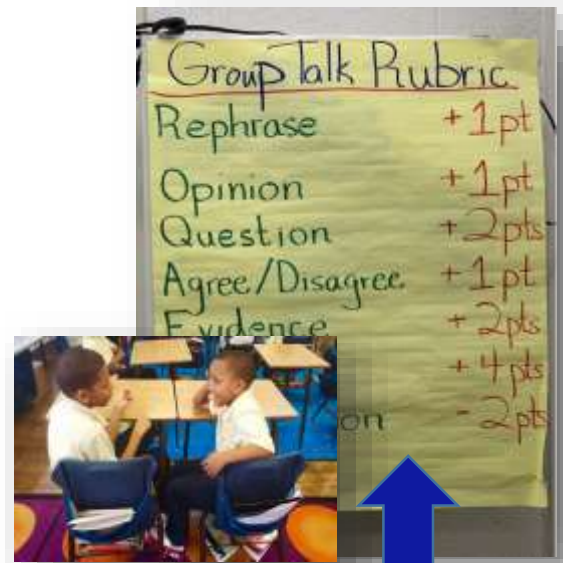 Group Talk Rubric
Rephrase +1pt
Opinion +1pt
Question +2pts
Agree/Disagree +1pt
Evidence +2pts
+4pts
on -2pts